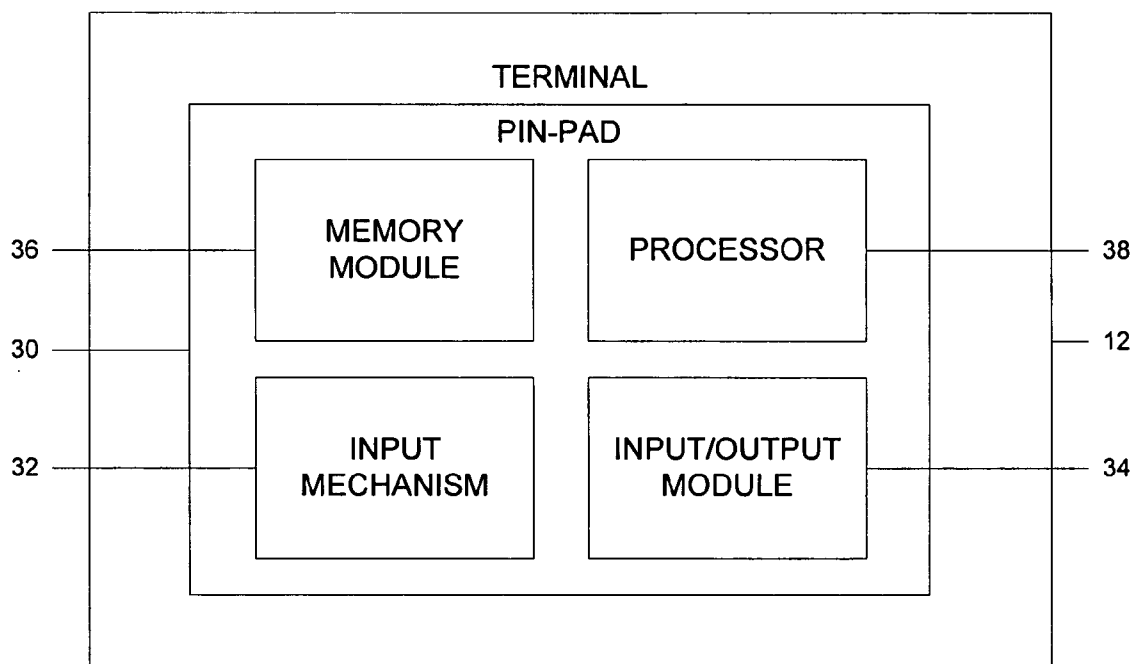 TERMINAL
PIN-PAD
MEMORY
MODULE
PROCESSOR
36
38
30
12
INPUT
MECHANISM
INPUT/OUTPUT
MODULE
32
34